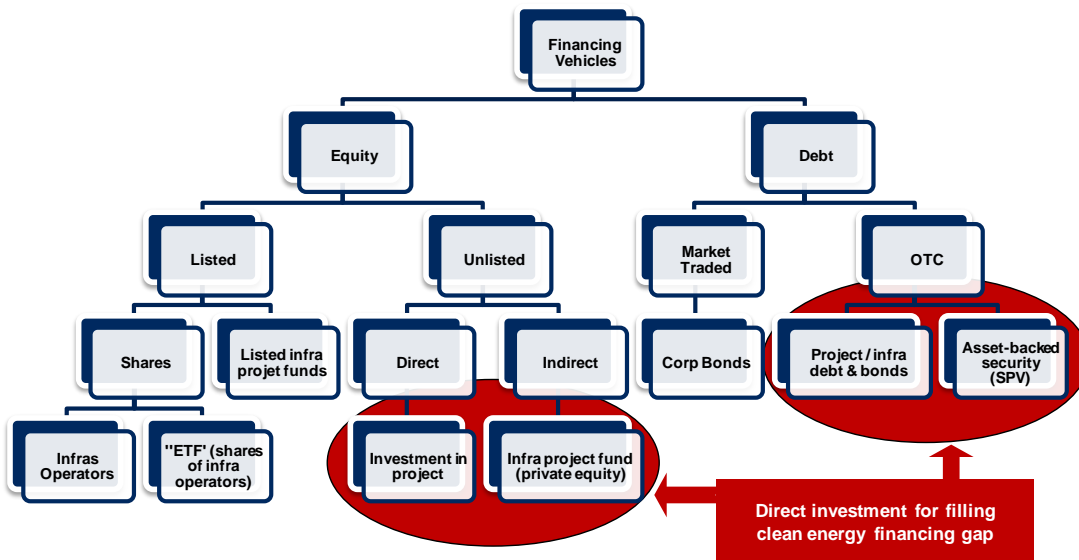 Financing
Vehicles
Equity
Debt
Listed
Unlisted
Market
Traded
OTC
Shares
Listed infra
projet funds
Direct
Indirect
Corp Bonds
Project / infra
debt & bonds
Asset-backed
security
(SPV)
Infras
Operators
"ETF' (shares
of infra
operators)
Investment in
project
Infra project fund
(private equity)
Direct investment for filling
clean energy financing gap